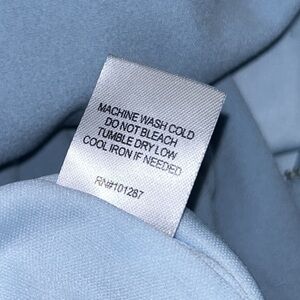 MACHINE WASH COLD
DO NOT BLEACH
TUMBLE DRY LOW
COOL IRON IF NEEDED
RN#101287